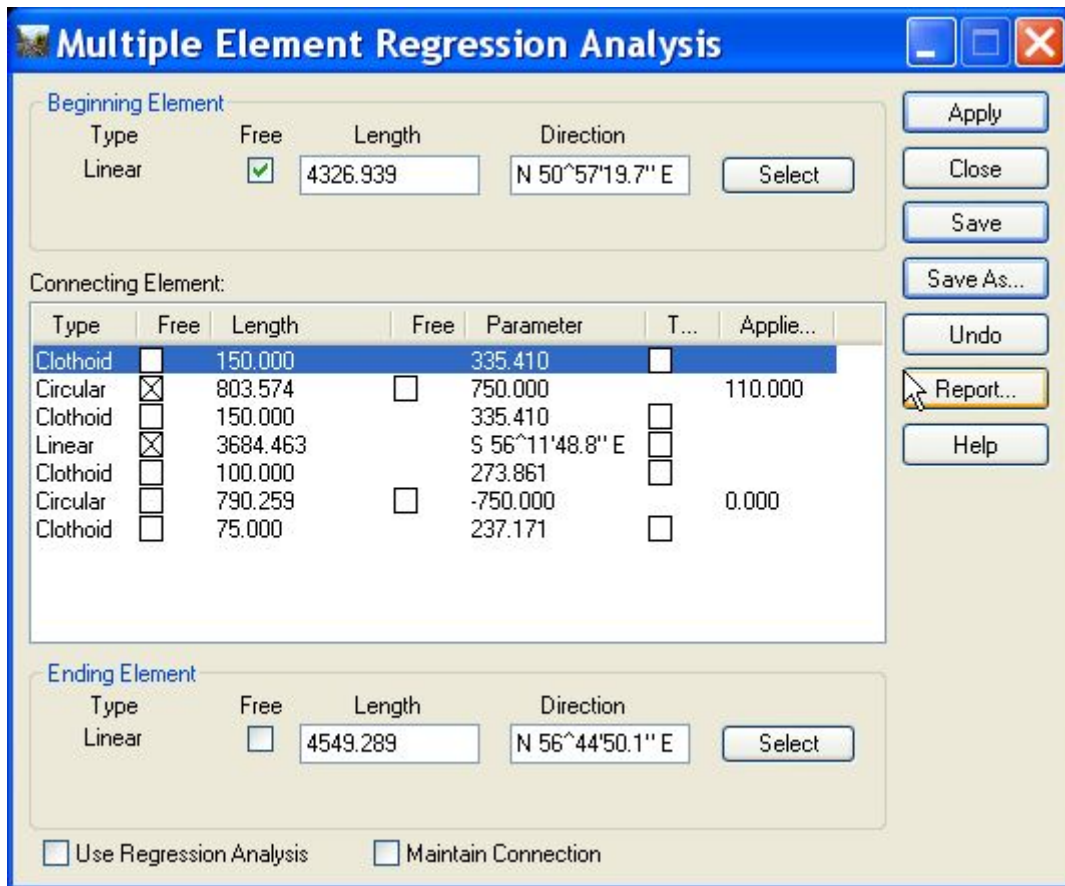 Multiple Element Regression Analysis
Beginning Element
Type Free Length Direction
Linear 4326.939 N 50^57'19.7" E Select
Apply
Close
Save
Save As...
Undo
Report...
Help
Connecting Element:
Type Free Length Free Parameter T... Applie...
Clothoid 150.000 335.410
Circular 803.574 750.000 110.000
Clothoid 150.000 335.410
Linear 3684.463 S 56^11'48.8" E
Clothoid 100.000 273.861
Circular 790.259 -750.000 0.000
Clothoid 75.000 237.171
Ending Element
Type Free Length Direction
Linear 4549.289 N 56^44'50.1" E Select
Use Regression Analysis Maintain Connection